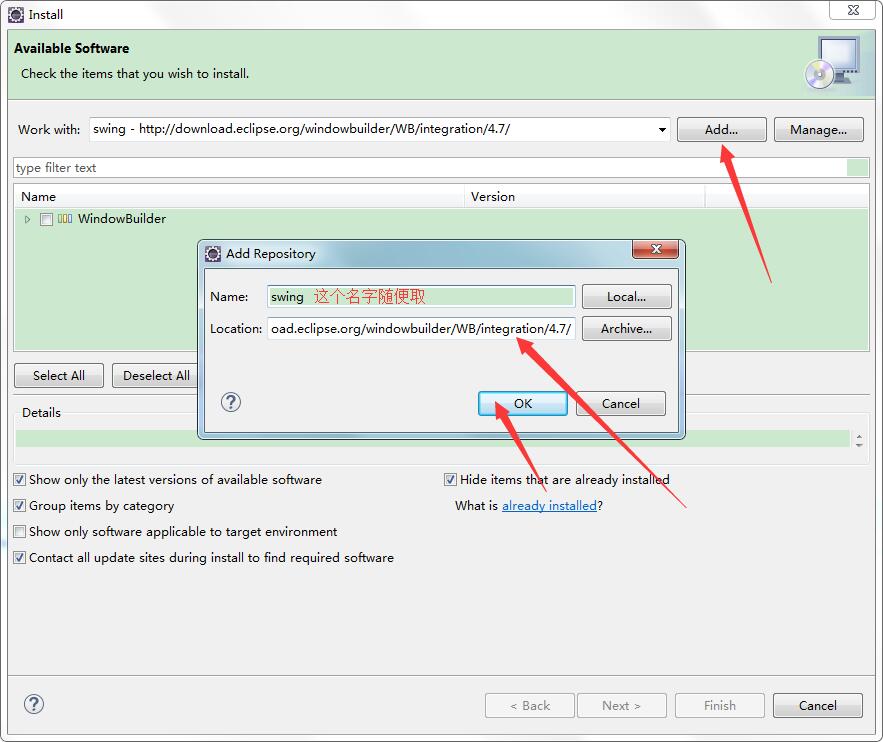 Install
Available Software
Check the items that you wish to install.
Work with: swing - http://download.eclipse.org/windowbuilder/WB/integration/4.7/ Add... Manage...
type filter text
Name Version
WindowBuilder
Add Repository
Name: swing 这个名字随便取 Local...
Location: oad.eclipse.org/windowbuilder/WB/integration/4.7/ Archive...
Select All Deselect All
? OK Cancel
Details
Show only the latest versions of available software Hide items that are already installed
Group items by category What is already installed?
Show only software applicable to target environment
Contact all update sites during install to find required software
? < Back Next > Finish Cancel